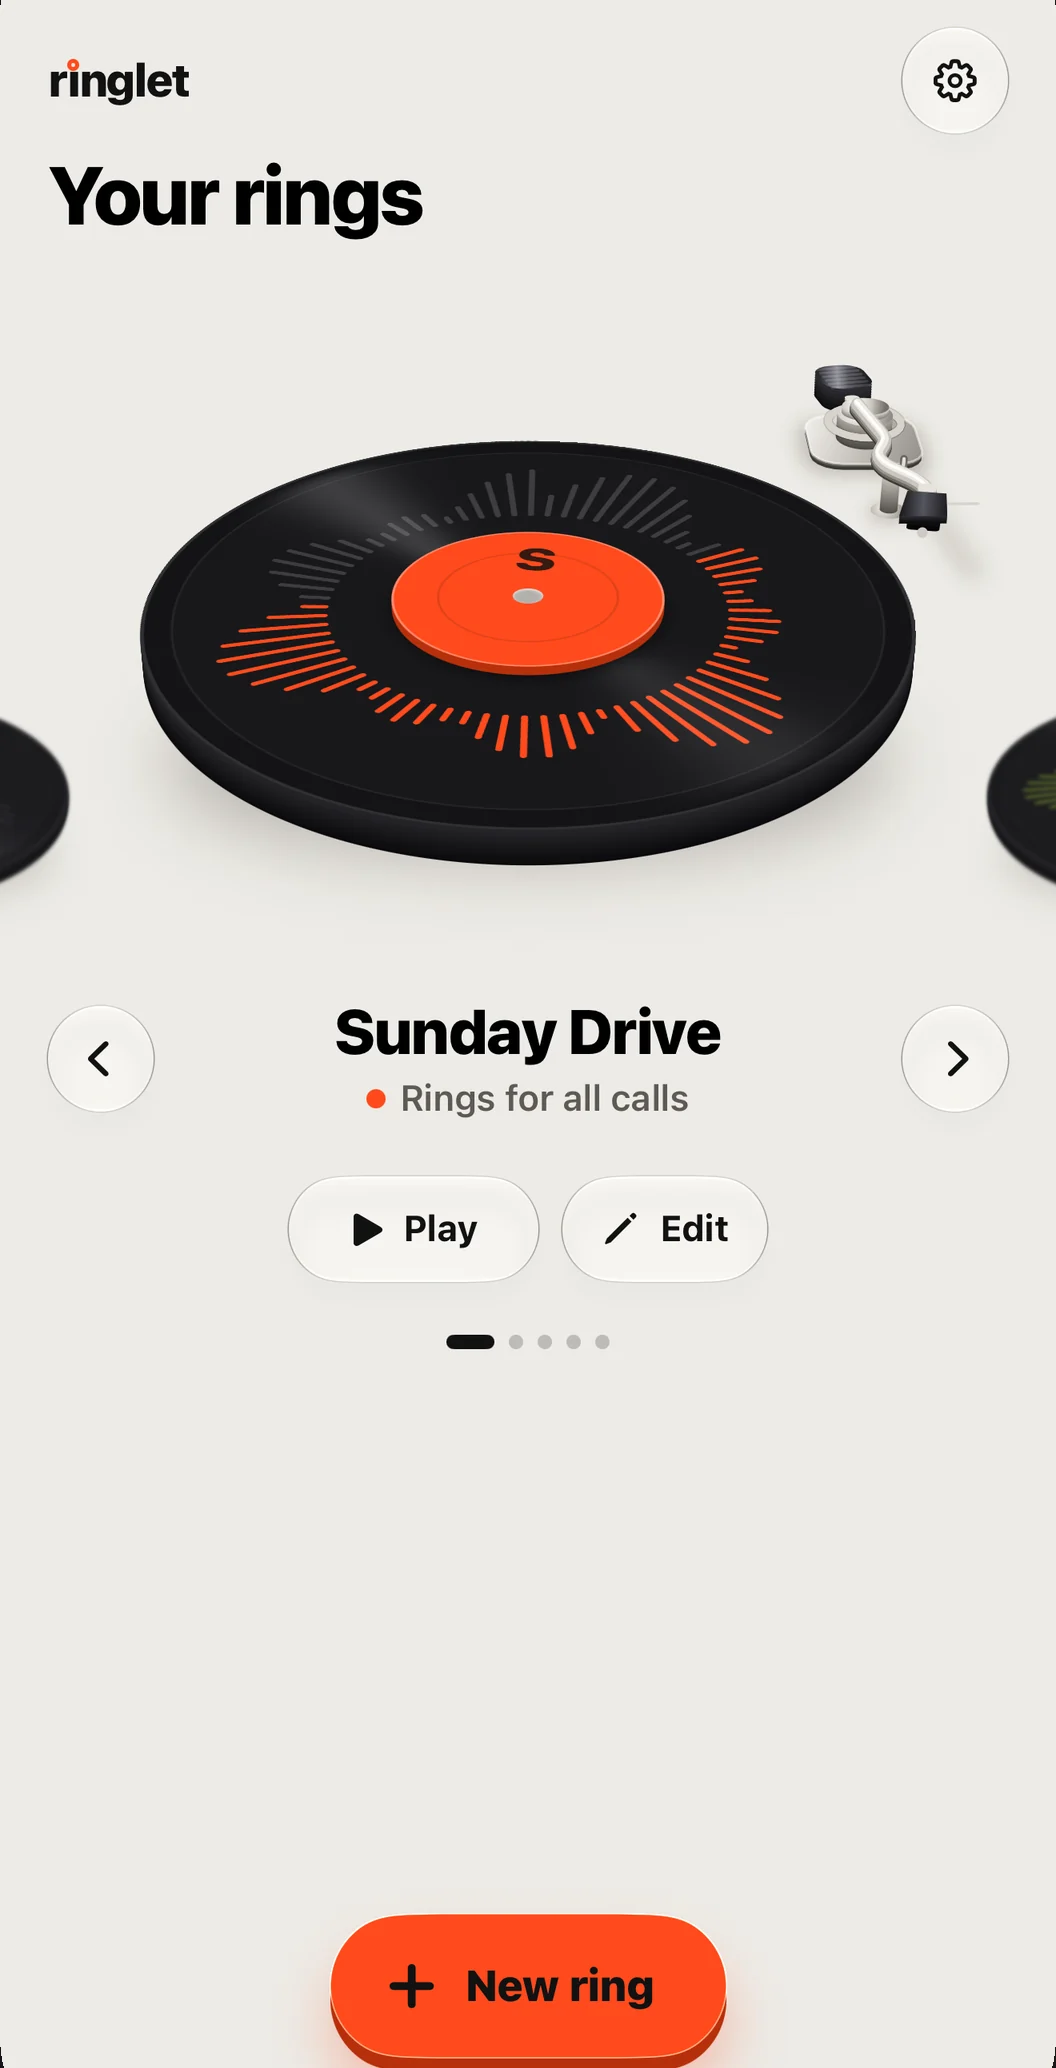 ringlet
Your rings
S
Sunday Drive
Rings for all calls
Play
Edit
New ring